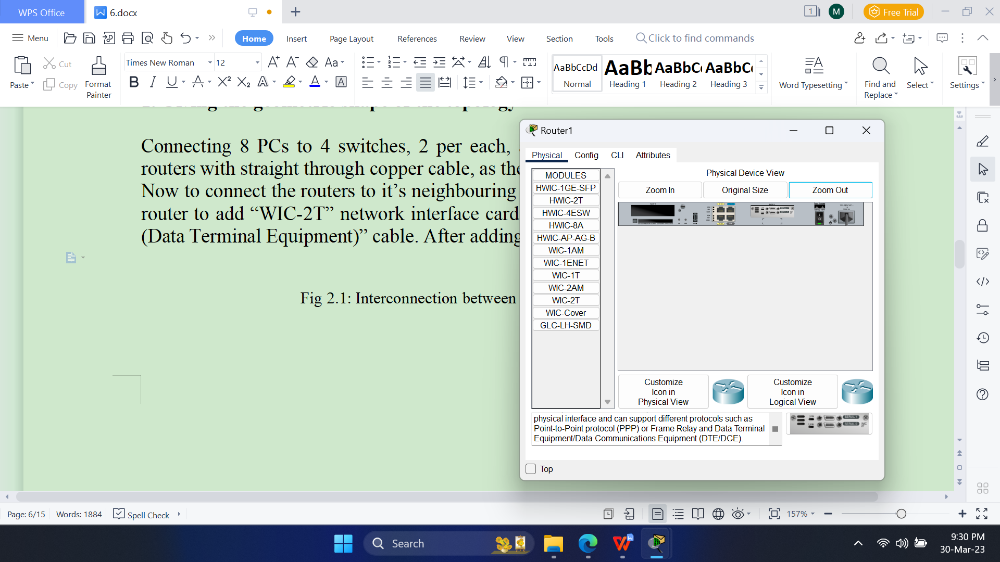 WPS Office
6.docx
1
M
Free Trial
Menu
Home
Insert
Page Layout
References
Review
View
Section
Tools
Click to find commands
Paste
Cut
Copy
Format
Painter
Times New Roman
12
AaBbCcDd
Normal
AaBb
Heading 1
AaBbC
Heading 2
AaBbC
Heading 3
Word Typesetting
Find and
Replace
Select
Settings
Connecting 8 PCs to 4 switches, 2 per each,
routers with straight through copper cable, as the
Now to connect the routers to it’s neighbouring
router to add “WIC-2T” network interface card
(Data Terminal Equipment)” cable. After adding
Fig 2.1: Interconnection between
Router1
Physical
Config
CLI
Attributes
MODULES
HWIC-1GE-SFP
HWIC-2T
HWIC-4ESW
HWIC-8A
HWIC-AP-AG-B
WIC-1AM
WIC-1ENET
WIC-1T
WIC-2AM
WIC-2T
WIC-Cover
GLC-LH-SMD
Physical Device View
Zoom In
Original Size
Zoom Out
Customize
Icon in
Physical View
Customize
Icon in
Logical View
physical interface and can support different protocols such as
Point-to-Point protocol (PPP) or Frame Relay and Data Terminal
Equipment/Data Communications Equipment (DTE/DCE).
Top
Page: 6/15
Words: 1884
Spell Check
157%
Search
9:30 PM
30-Mar-23